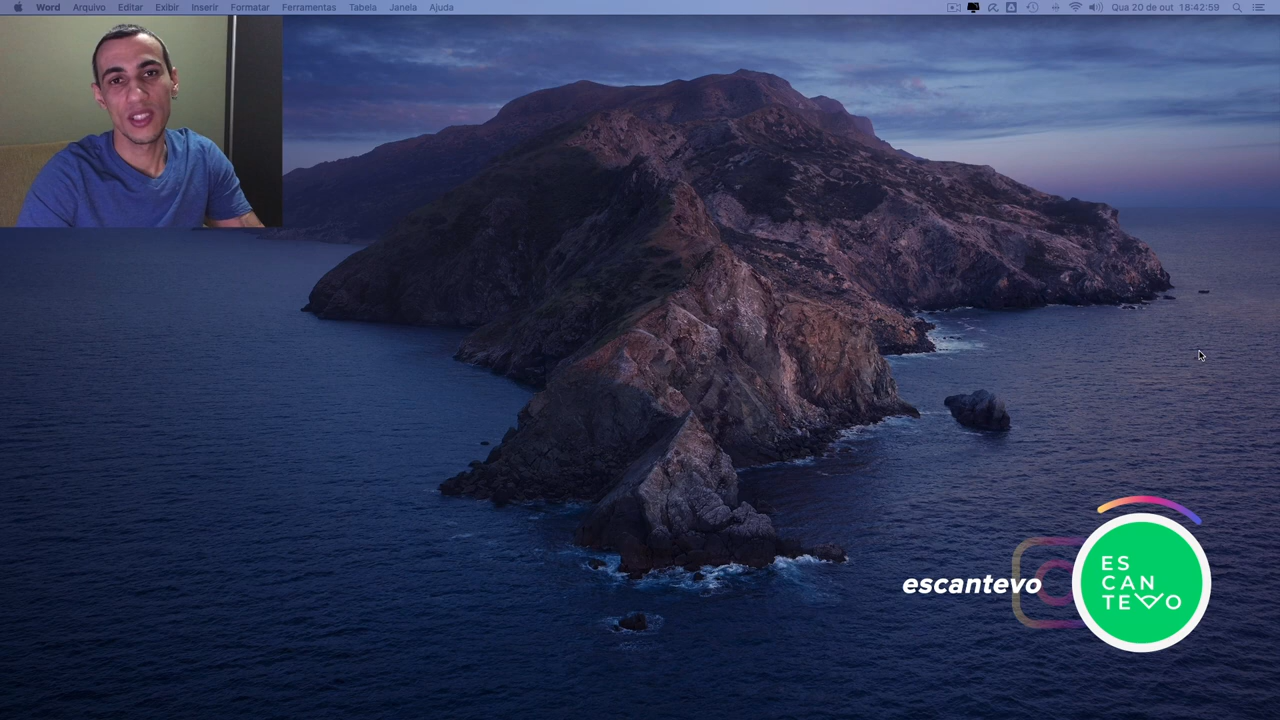 Word Arquivo Editar Exibir Inserir Formatar Ferramentas Tabela Janela Ajuda Qua 20 de out 18:42:59
escantevo
ES
CAN
TEVO